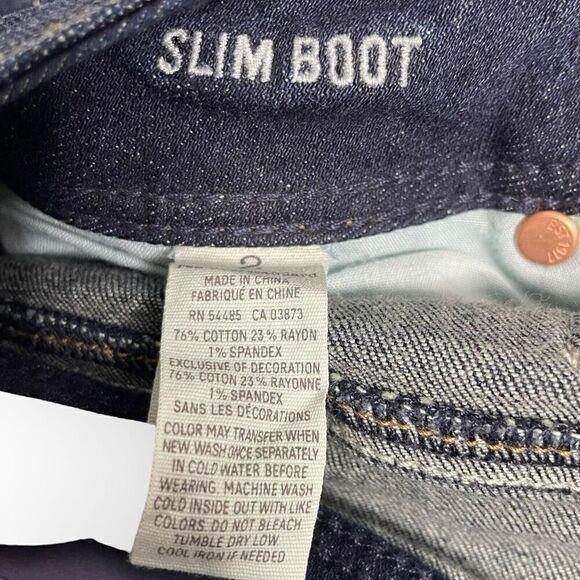 SLIM BOOT
EST. 1917
2
MADE IN CHINA
FABRIQUÉ EN CHINE
RN 54485 CA 03873
76% COTTON 23% RAYON
1% SPANDEX
EXCLUSIVE OF DECORATION
76% COTON 23% RAYONNE
1% SPANDEX
SANS LES DÉCORATIONS
COLOR MAY TRANSFER WHEN
NEW. WASH ONCE SEPARATELY
IN COLD WATER BEFORE
WEARING. MACHINE WASH
COLD INSIDE OUT WITH LIKE
COLORS. DO NOT BLEACH
TUMBLE DRY LOW.
COOL IRON IF NEEDED